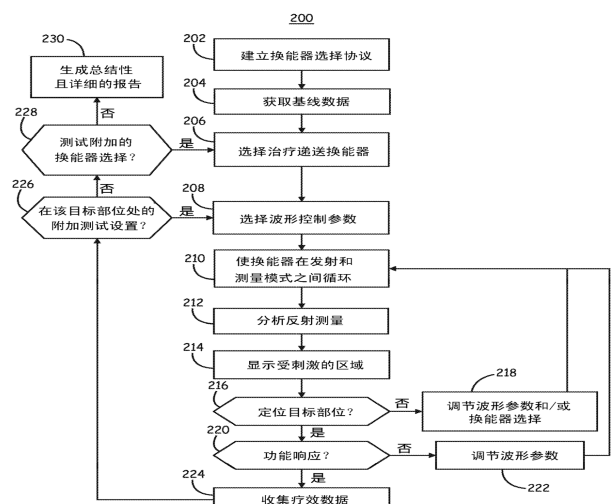 200
202
建立换能器选择协议
204
获取基线数据
206
选择治疗递送换能器
208
选择波形控制参数
210
使换能器在发射和
测量模式之间循环
212
分析反射测量
214
显示受刺激的区域
216
定位目标部位？
否
218
调节波形参数和/或
换能器选择
是
220
功能响应？
否
调节波形参数
222
是
224
收集疗效数据
226
在该目标部位处的
附加测试设置？
是
否
228
测试附加的
换能器选择？
是
否
230
生成总结性
且详细的报告